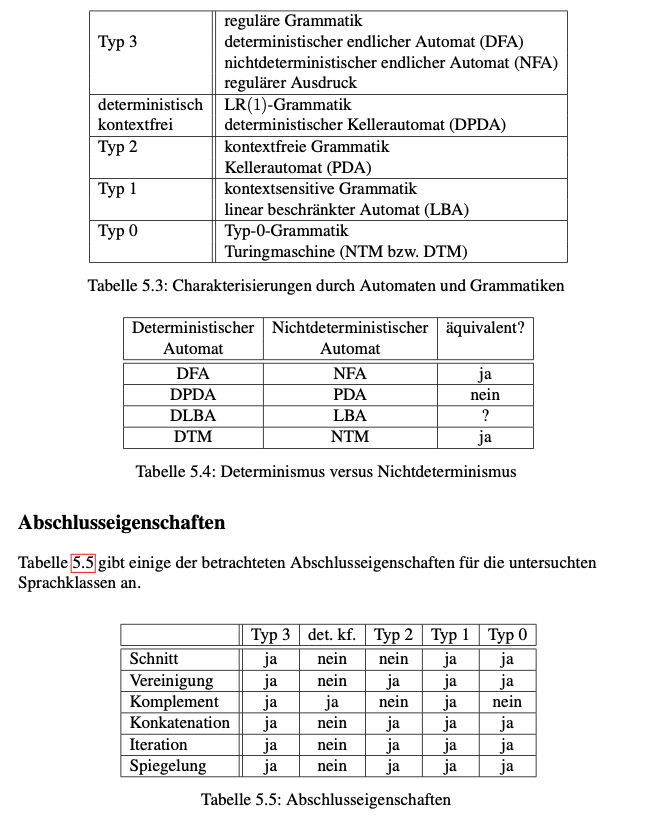 reguläre Grammatik
Typ 3 deterministischer endlicher Automat (DFA)
nichtdeterministischer endlicher Automat (NFA)
regulärer Ausdruck
deterministisch LR(1)-Grammatik
kontextfrei deterministischer Kellerautomat (DPDA)
Typ 2 kontextfreie Grammatik
Kellerautomat (PDA)
Typ 1 kontextsensitive Grammatik
linear beschränkter Automat (LBA)
Typ 0 Typ-0-Grammatik
Turingmaschine (NTM bzw. DTM)
Tabelle 5.3: Charakterisierungen durch Automaten und Grammatiken
Deterministischer Nichtdeterministischer äquivalent?
Automat Automat
DFA NFA ja
DPDA PDA nein
DLBA LBA ?
DTM NTM ja
Tabelle 5.4: Determinismus versus Nichtdeterminismus
Abschlusseigenschaften
Tabelle 5.5 gibt einige der betrachteten Abschlusseigenschaften für die untersuchten
Sprachklassen an.
Typ 3 det. kf. Typ 2 Typ 1 Typ 0
Schnitt ja nein nein ja ja
Vereinigung ja nein ja ja ja
Komplement ja ja nein ja nein
Konkatenation ja nein ja ja ja
Iteration ja nein ja ja ja
Spiegelung ja nein ja ja ja
Tabelle 5.5: Abschlusseigenschaften